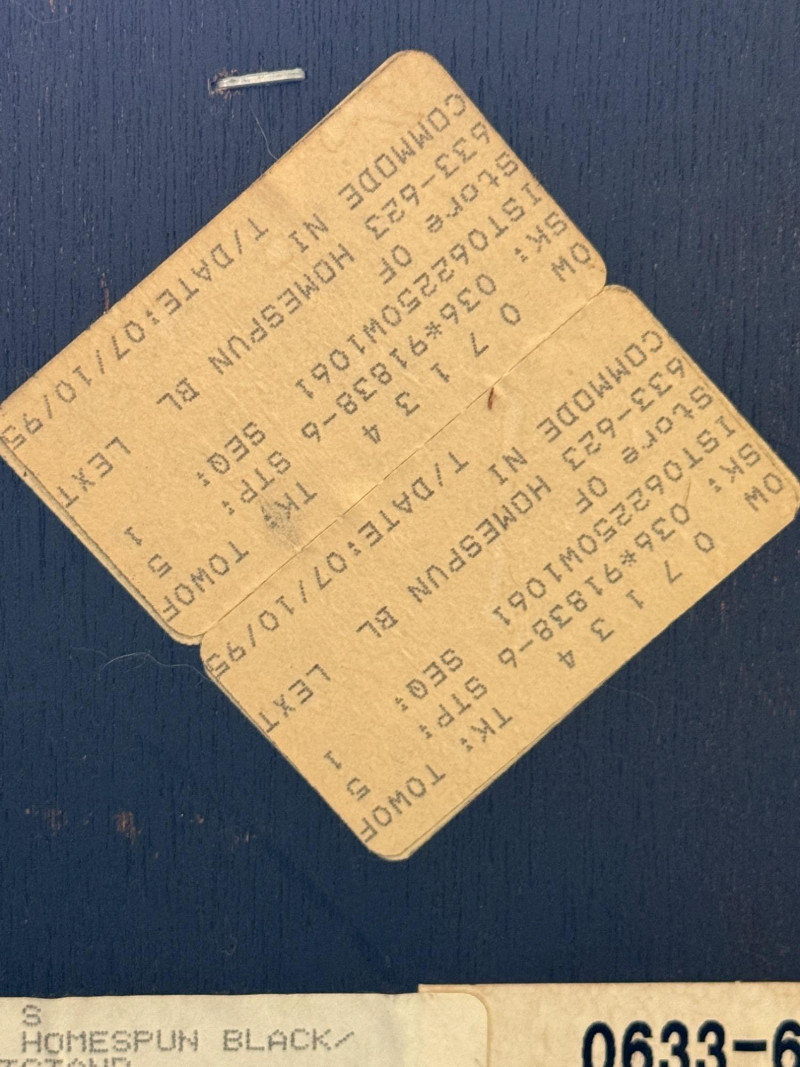 OW 0 7 1 3 4 TK: TOWOF
SK: 036*91838-6 STP: 5
IST062250W1061 SEQ: 1
Store OF
633-623 HOMESPUN BL LEXT
COMMODE NI
T/DATE:07/10/95
OW 0 7 1 3 4 TK: TOWOF
SK: 036*91838-6 STP: 5
IST062250W1061 SEQ: 1
Store OF
633-623 HOMESPUN BL LEXT
COMMODE NI
T/DATE:07/10/95
S
HOMESPUN BLACK/
0633-6